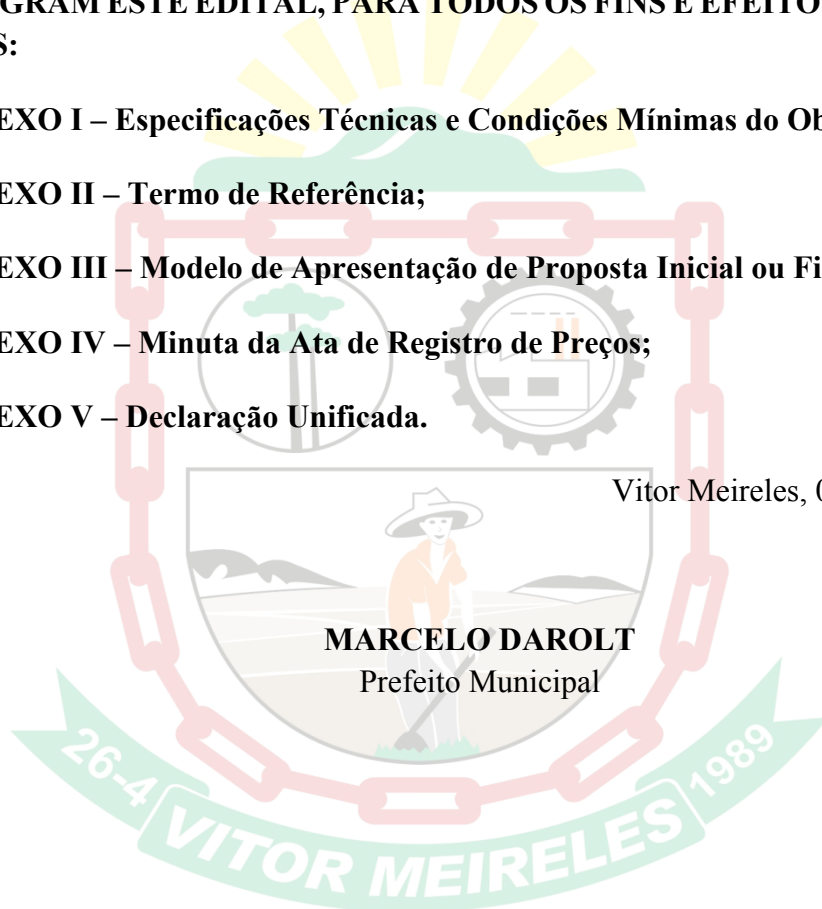 GRAM ESTE EDITAL, PARA TODOS OS FINS E EFEITO
S:
EXO I – Especificações Técnicas e Condições Mínimas do Ob
EXO II – Termo de Referência;
EXO III – Modelo de Apresentação de Proposta Inicial ou Fi
EXO IV – Minuta da Ata de Registro de Preços;
EXO V – Declaração Unificada.
Vitor Meireles, 0
MARCELO DAROLT
Prefeito Municipal
26-4 VITOR MEIRELES 1989